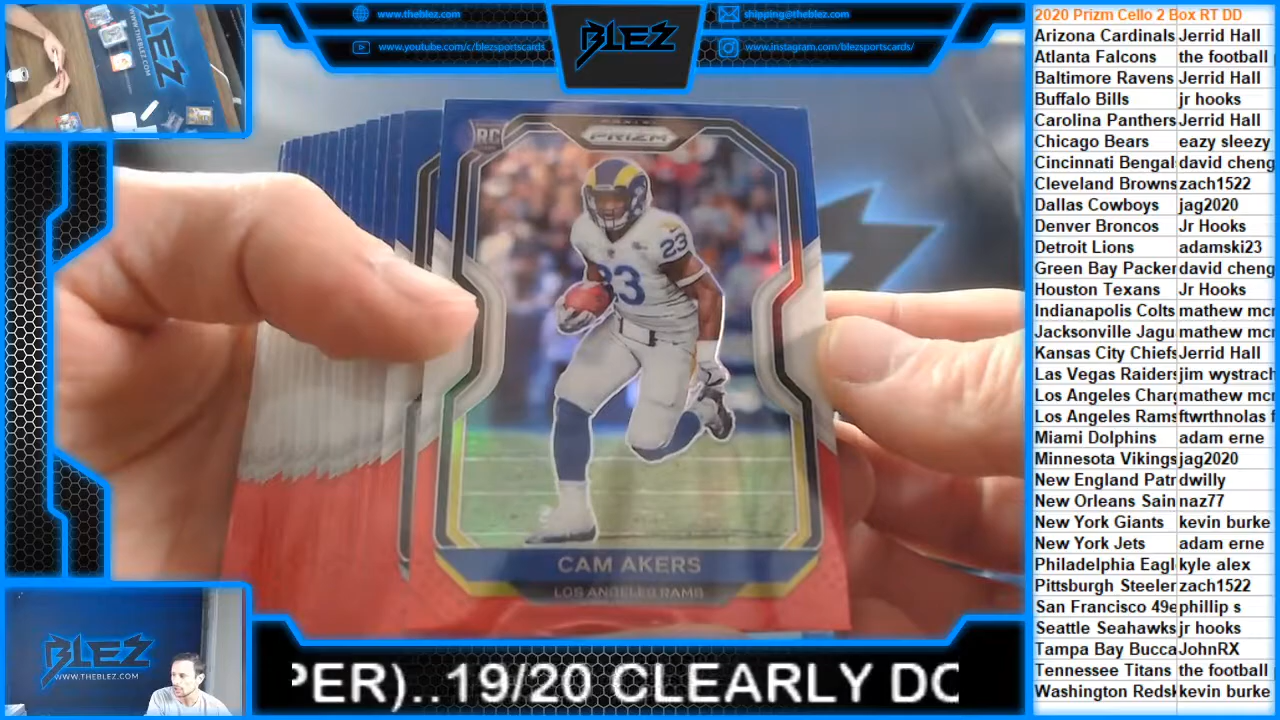 www.theblez.com
www.youtube.com/c/blezsportscards
BLEZ
shipping@theblez.com
www.instagram.com/blezsportscards/
BLEZ
WWW.THEBLEZ.COM
RC
PANINI
PRIZM
23
23
CAM AKERS
LOS ANGELES RAMS
BLEZ
WWW.THEBLEZ.COM
PER)..19/20 CLEARLY DO
2020 Prizm Cello 2 Box RT DD
Arizona Cardinals Jerrid Hall
Atlanta Falcons the football
Baltimore Ravens Jerrid Hall
Buffalo Bills jr hooks
Carolina Panthers Jerrid Hall
Chicago Bears eazy sleezy
Cincinnati Bengal david cheng
Cleveland Browns zach1522
Dallas Cowboys jag2020
Denver Broncos Jr Hooks
Detroit Lions adamski23
Green Bay Packer david cheng
Houston Texans Jr Hooks
Indianapolis Colts mathew mc
Jacksonville Jagu mathew mc
Kansas City Chiefs Jerrid Hall
Las Vegas Raiders jim wystrach
Los Angeles Charg mathew mc
Los Angeles Rams ftwrthnolas f
Miami Dolphins adam erne
Minnesota Vikings jag2020
New England Patr dwilly
New Orleans Sain naz77
New York Giants kevin burke
New York Jets adam erne
Philadelphia Eagl kyle alex
Pittsburgh Steeler zach1522
San Francisco 49e phillip s
Seattle Seahawks jr hooks
Tampa Bay Bucca JohnRX
Tennessee Titans the football
Washington Redsk kevin burke